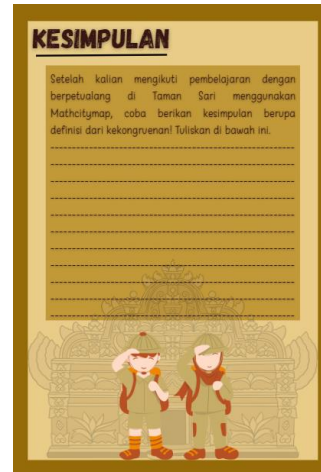 KESIMPULAN
Setelah kalian mengikuti pembelajaran dengan
berpetualang di Taman Sari menggunakan
Mathcitymap, coba berikan kesimpulan berupa
definisi dari kekongruenan! Tuliskan di bawah ini.